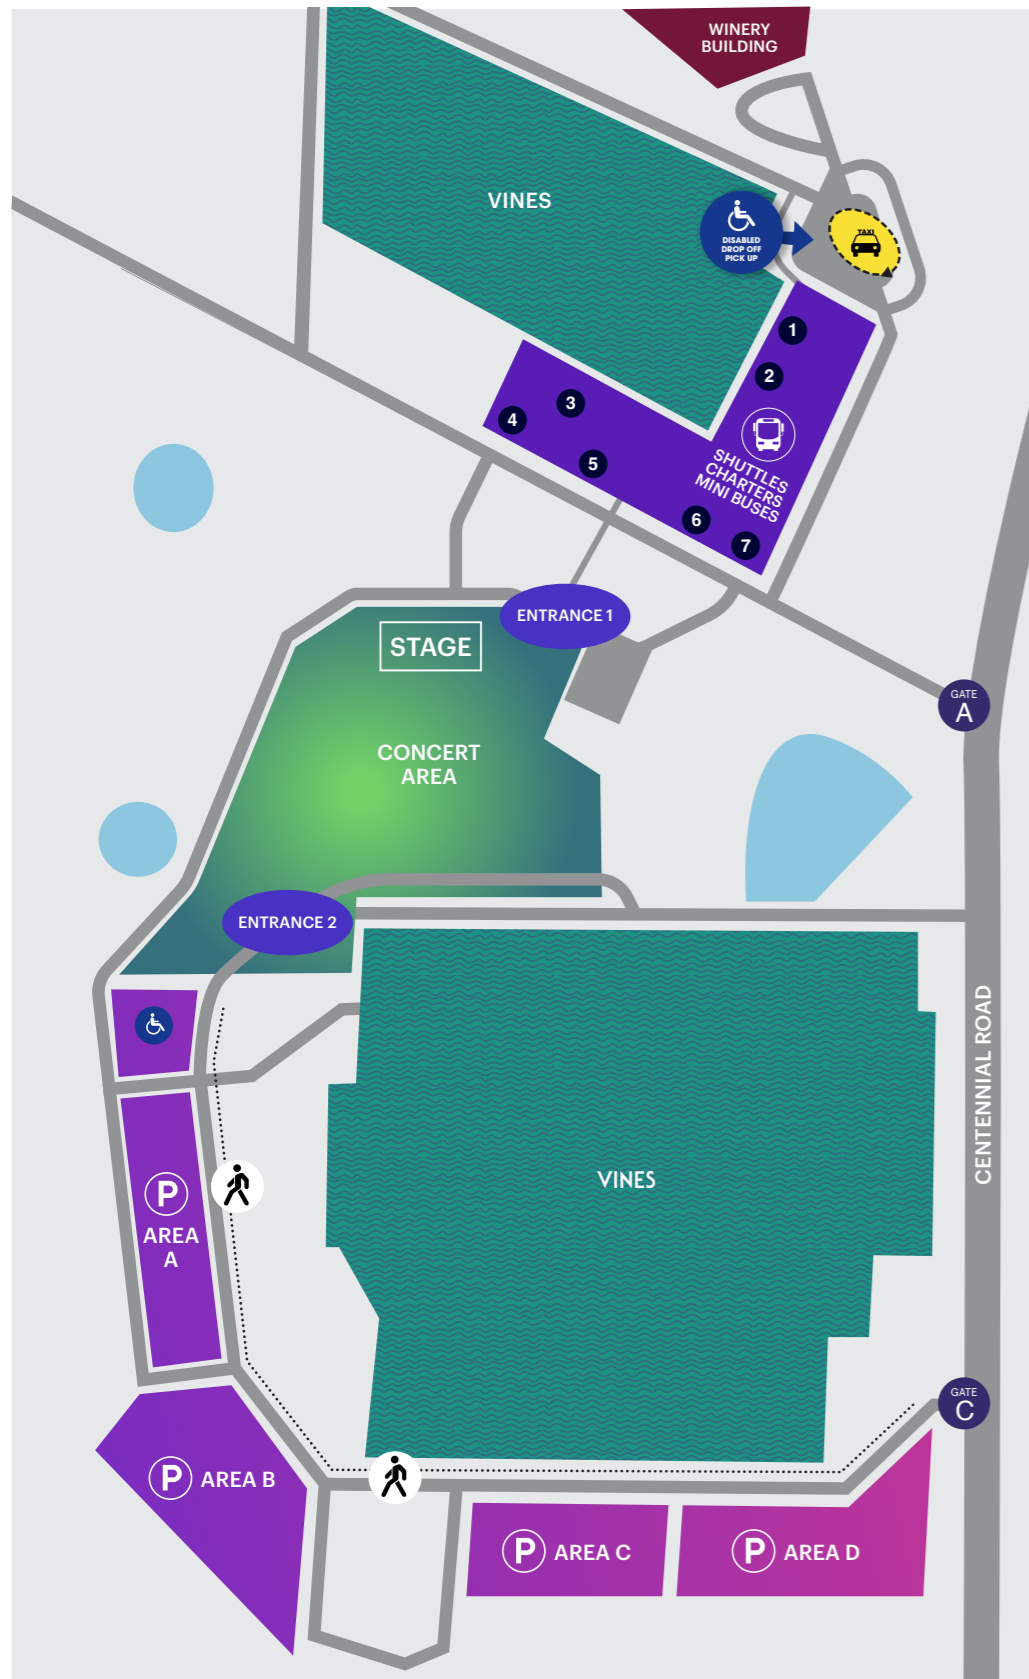 WINERY
BUILDING
VINES
DISABLED
DROP OFF
PICK UP
TAXI
1
2
3
4
5
SHUTTLES
CHARTERS
MINI BUSES
6
7
ENTRANCE 1
STAGE
GATE
A
CONCERT
AREA
ENTRANCE 2
CENTENNIAL ROAD
VINES
P
AREA
A
GATE
C
P AREA B
P AREA C
P AREA D